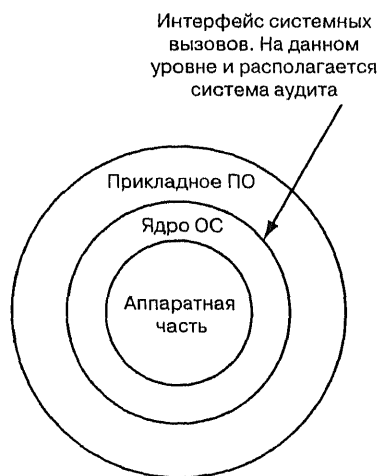 Интерфейс системных
вызовов. На данном
уровне и располагается
система аудита
Прикладное ПО
Ядро ОС
Аппаратная
часть